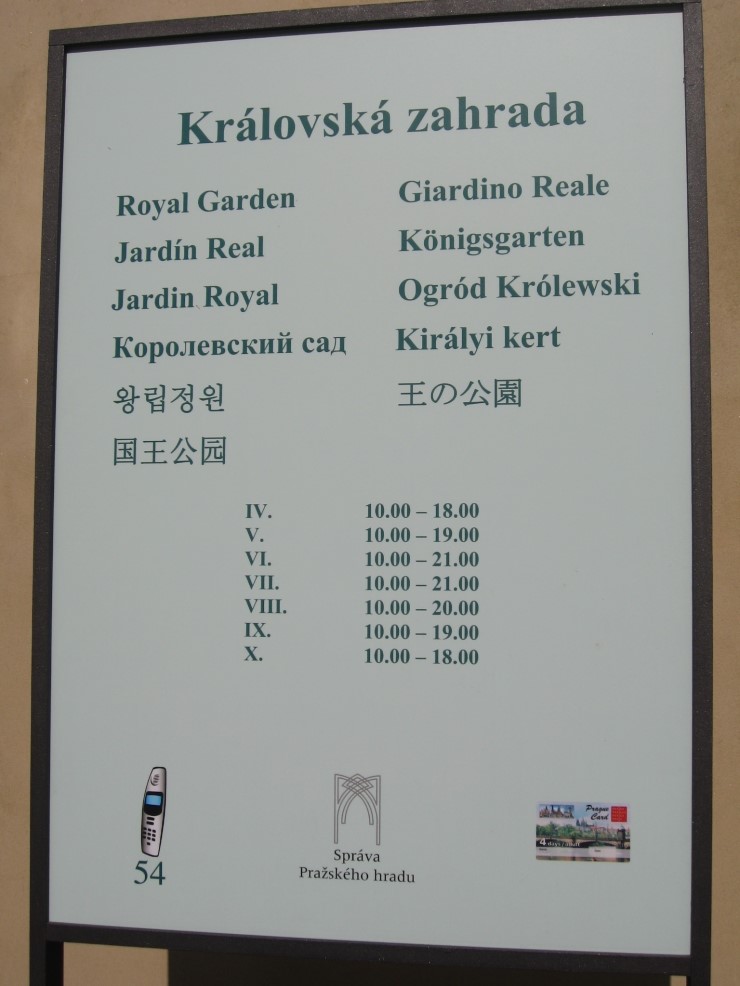 Královská zahrada
Royal Garden
Giardino Reale
Jardín Real
Königsgarten
Jardin Royal
Ogród Królewski
Королевский сад
Királyi kert
왕립정원
王の公園
国王公园
IV. 10.00 – 18.00
V. 10.00 – 19.00
VI. 10.00 – 21.00
VII. 10.00 – 21.00
VIII. 10.00 – 20.00
IX. 10.00 – 19.00
X. 10.00 – 18.00
54
Správa
Pražského hradu
Prague
Card
4 days / adult